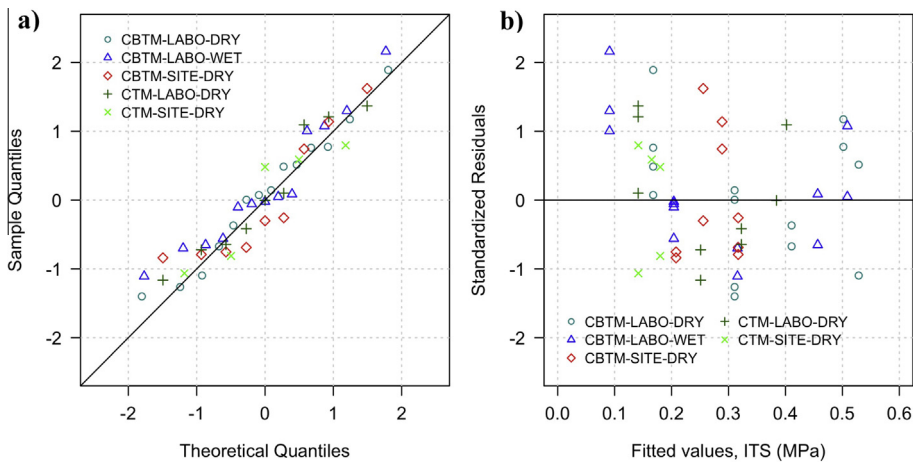 a)
CBTM-LABO-DRY
CBTM-LABO-WET
CBTM-SITE-DRY
CTM-LABO-DRY
CTM-SITE-DRY
Sample Quantiles
2
1
0
-1
-2
-2 -1 0 1 2
Theoretical Quantiles
b)
Standardized Residuals
2
1
0
-1
-2
CBTM-LABO-DRY CTM-LABO-DRY
CBTM-LABO-WET CTM-SITE-DRY
CBTM-SITE-DRY
0.0 0.1 0.2 0.3 0.4 0.5 0.6
Fitted values, ITS (MPa)